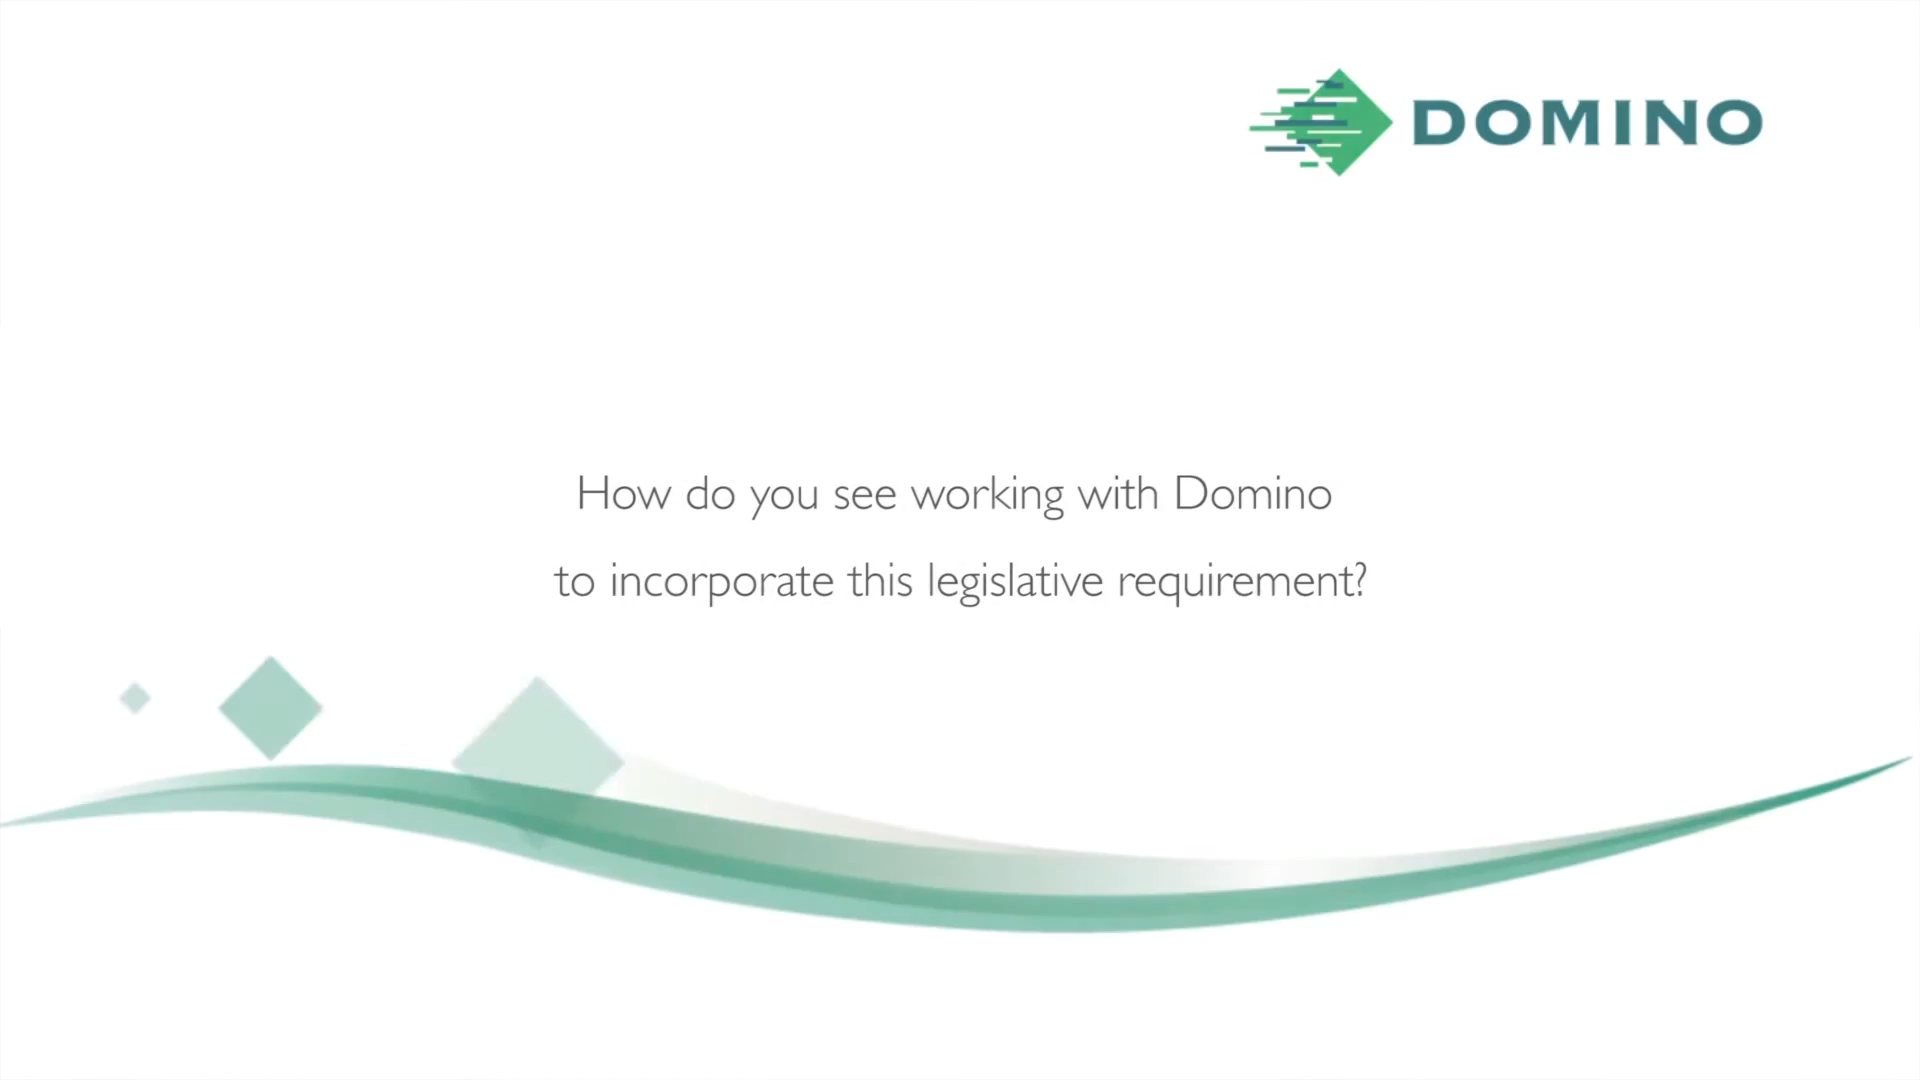 DOMINO
How do you see working with Domino
to incorporate this legislative requirement?